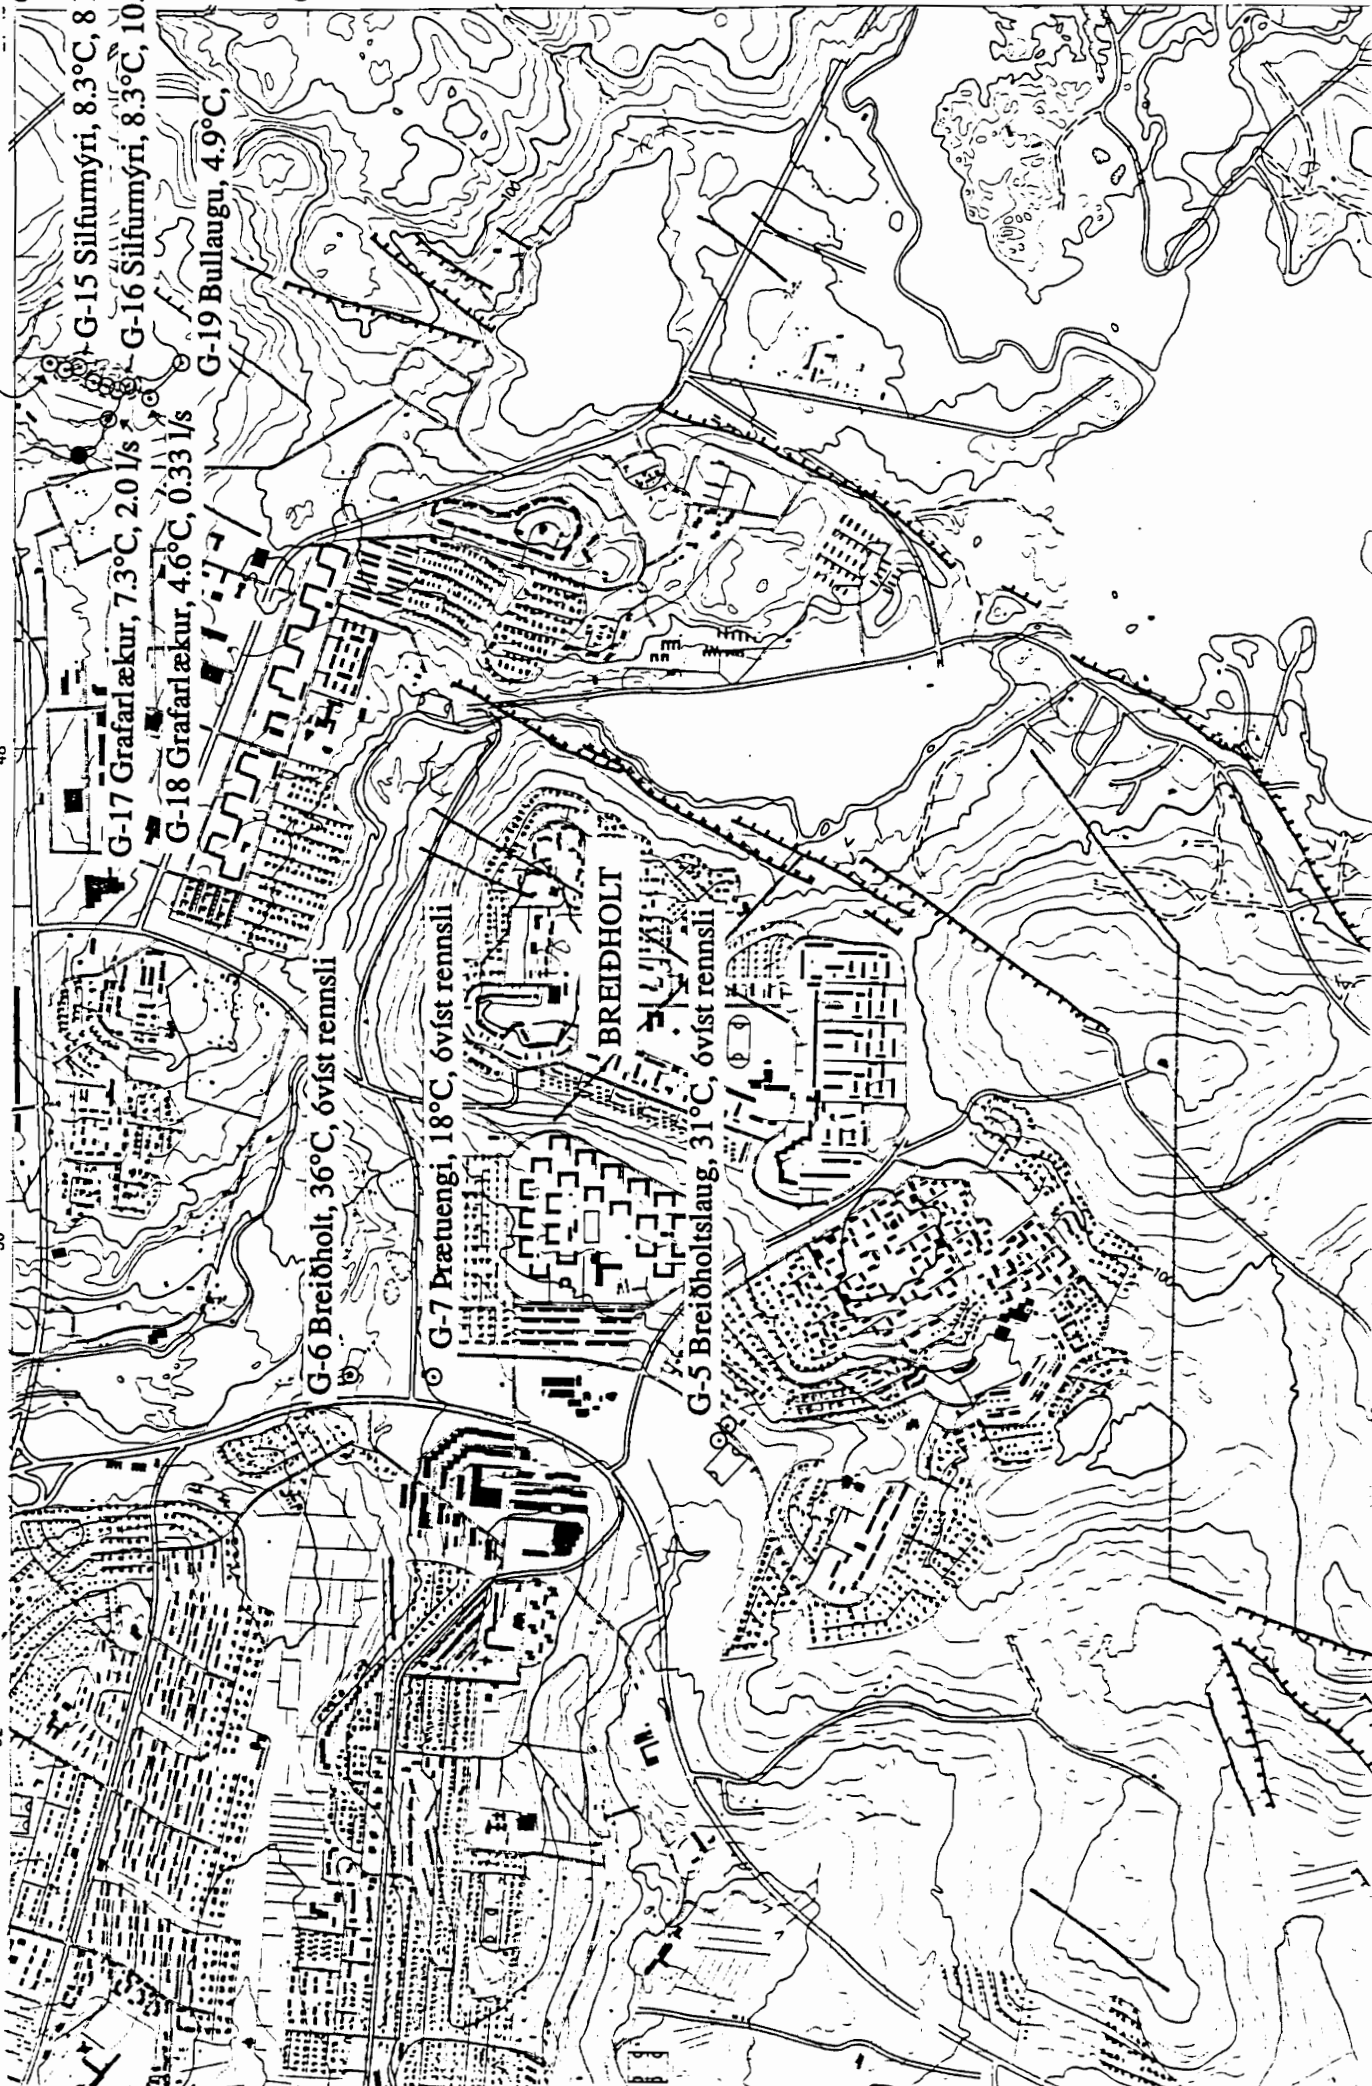 G-15 Silfurmýri, 8.3°C, 8
G-16 Silfurmýri, 8.3°C, 10.
G-17 Grafarlækur, 7.3°C, 2.0 l/s
G-18 Grafarlækur, 4.6°C, 0.33 l/s
G-19 Bullaugu, 4.9°C,
G-6 Breiðholt, 36°C, óvíst rennsli
G-7 Þrætuengi, 18°C, óvíst rennsli
BREIÐHOLT
G-5 Breiðholtslaug, 31°C, óvíst rennsli
100
100